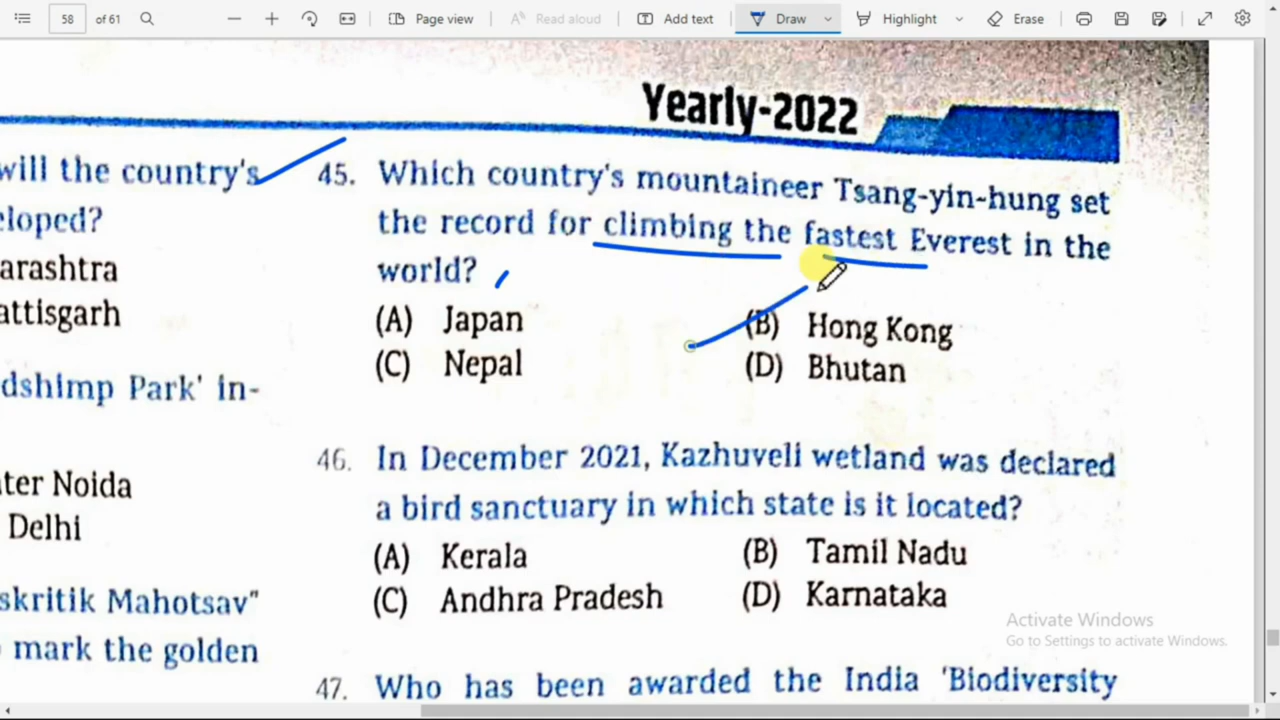 58 of 61 Page view Read aloud Add text Draw Highlight Erase
Yearly-2022
will the country's
eloped?
arashtra
attisgarh
dshimp Park' in-
ter Noida
Delhi
skritik Mahotsav"
mark the golden
45. Which country's mountaineer Tsang-yin-hung set
the record for climbing the fastest Everest in the
world?
(A) Japan (B) Hong Kong
(C) Nepal (D) Bhutan
46. In December 2021, Kazhuveli wetland was declared
a bird sanctuary in which state is it located?
(A) Kerala (B) Tamil Nadu
(C) Andhra Pradesh (D) Karnataka
47. Who has been awarded the India 'Biodiversity
Activate Windows
Go to Settings to activate Windows.